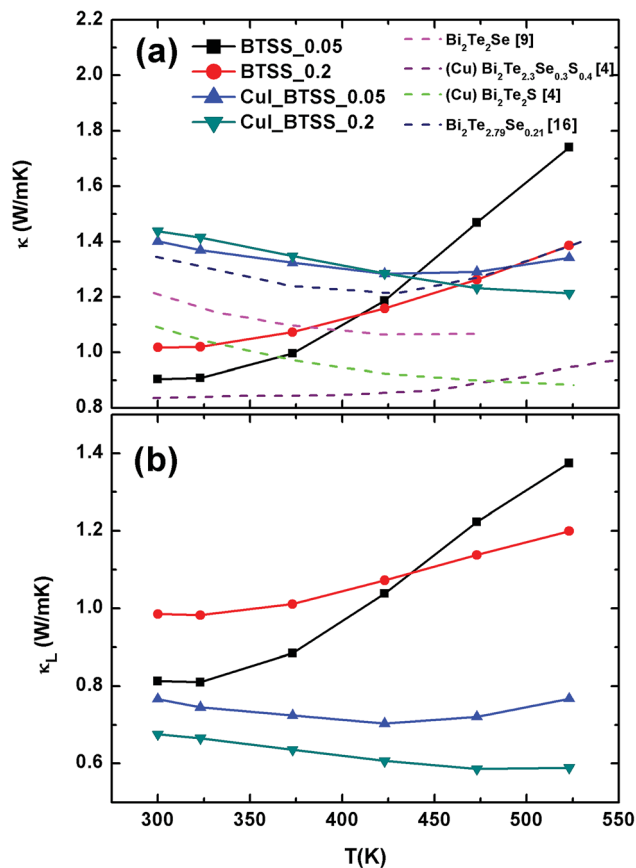 (a)
BTSS_0.05
BTSS_0.2
CuI_BTSS_0.05
CuI_BTSS_0.2
Bi₂Te₂Se [9]
(Cu) Bi₂Te₂.₃Se₀.₃S₀.₄ [4]
(Cu) Bi₂Te₂S [4]
Bi₂Te₂.₇₉Se₀.₂₁ [16]
2.2
2.0
1.8
1.6
1.4
1.2
1.0
0.8
κ (W/mK)
(b)
1.4
1.2
1.0
0.8
0.6
κL (W/mK)
300 350 400 450 500 550
T(K)